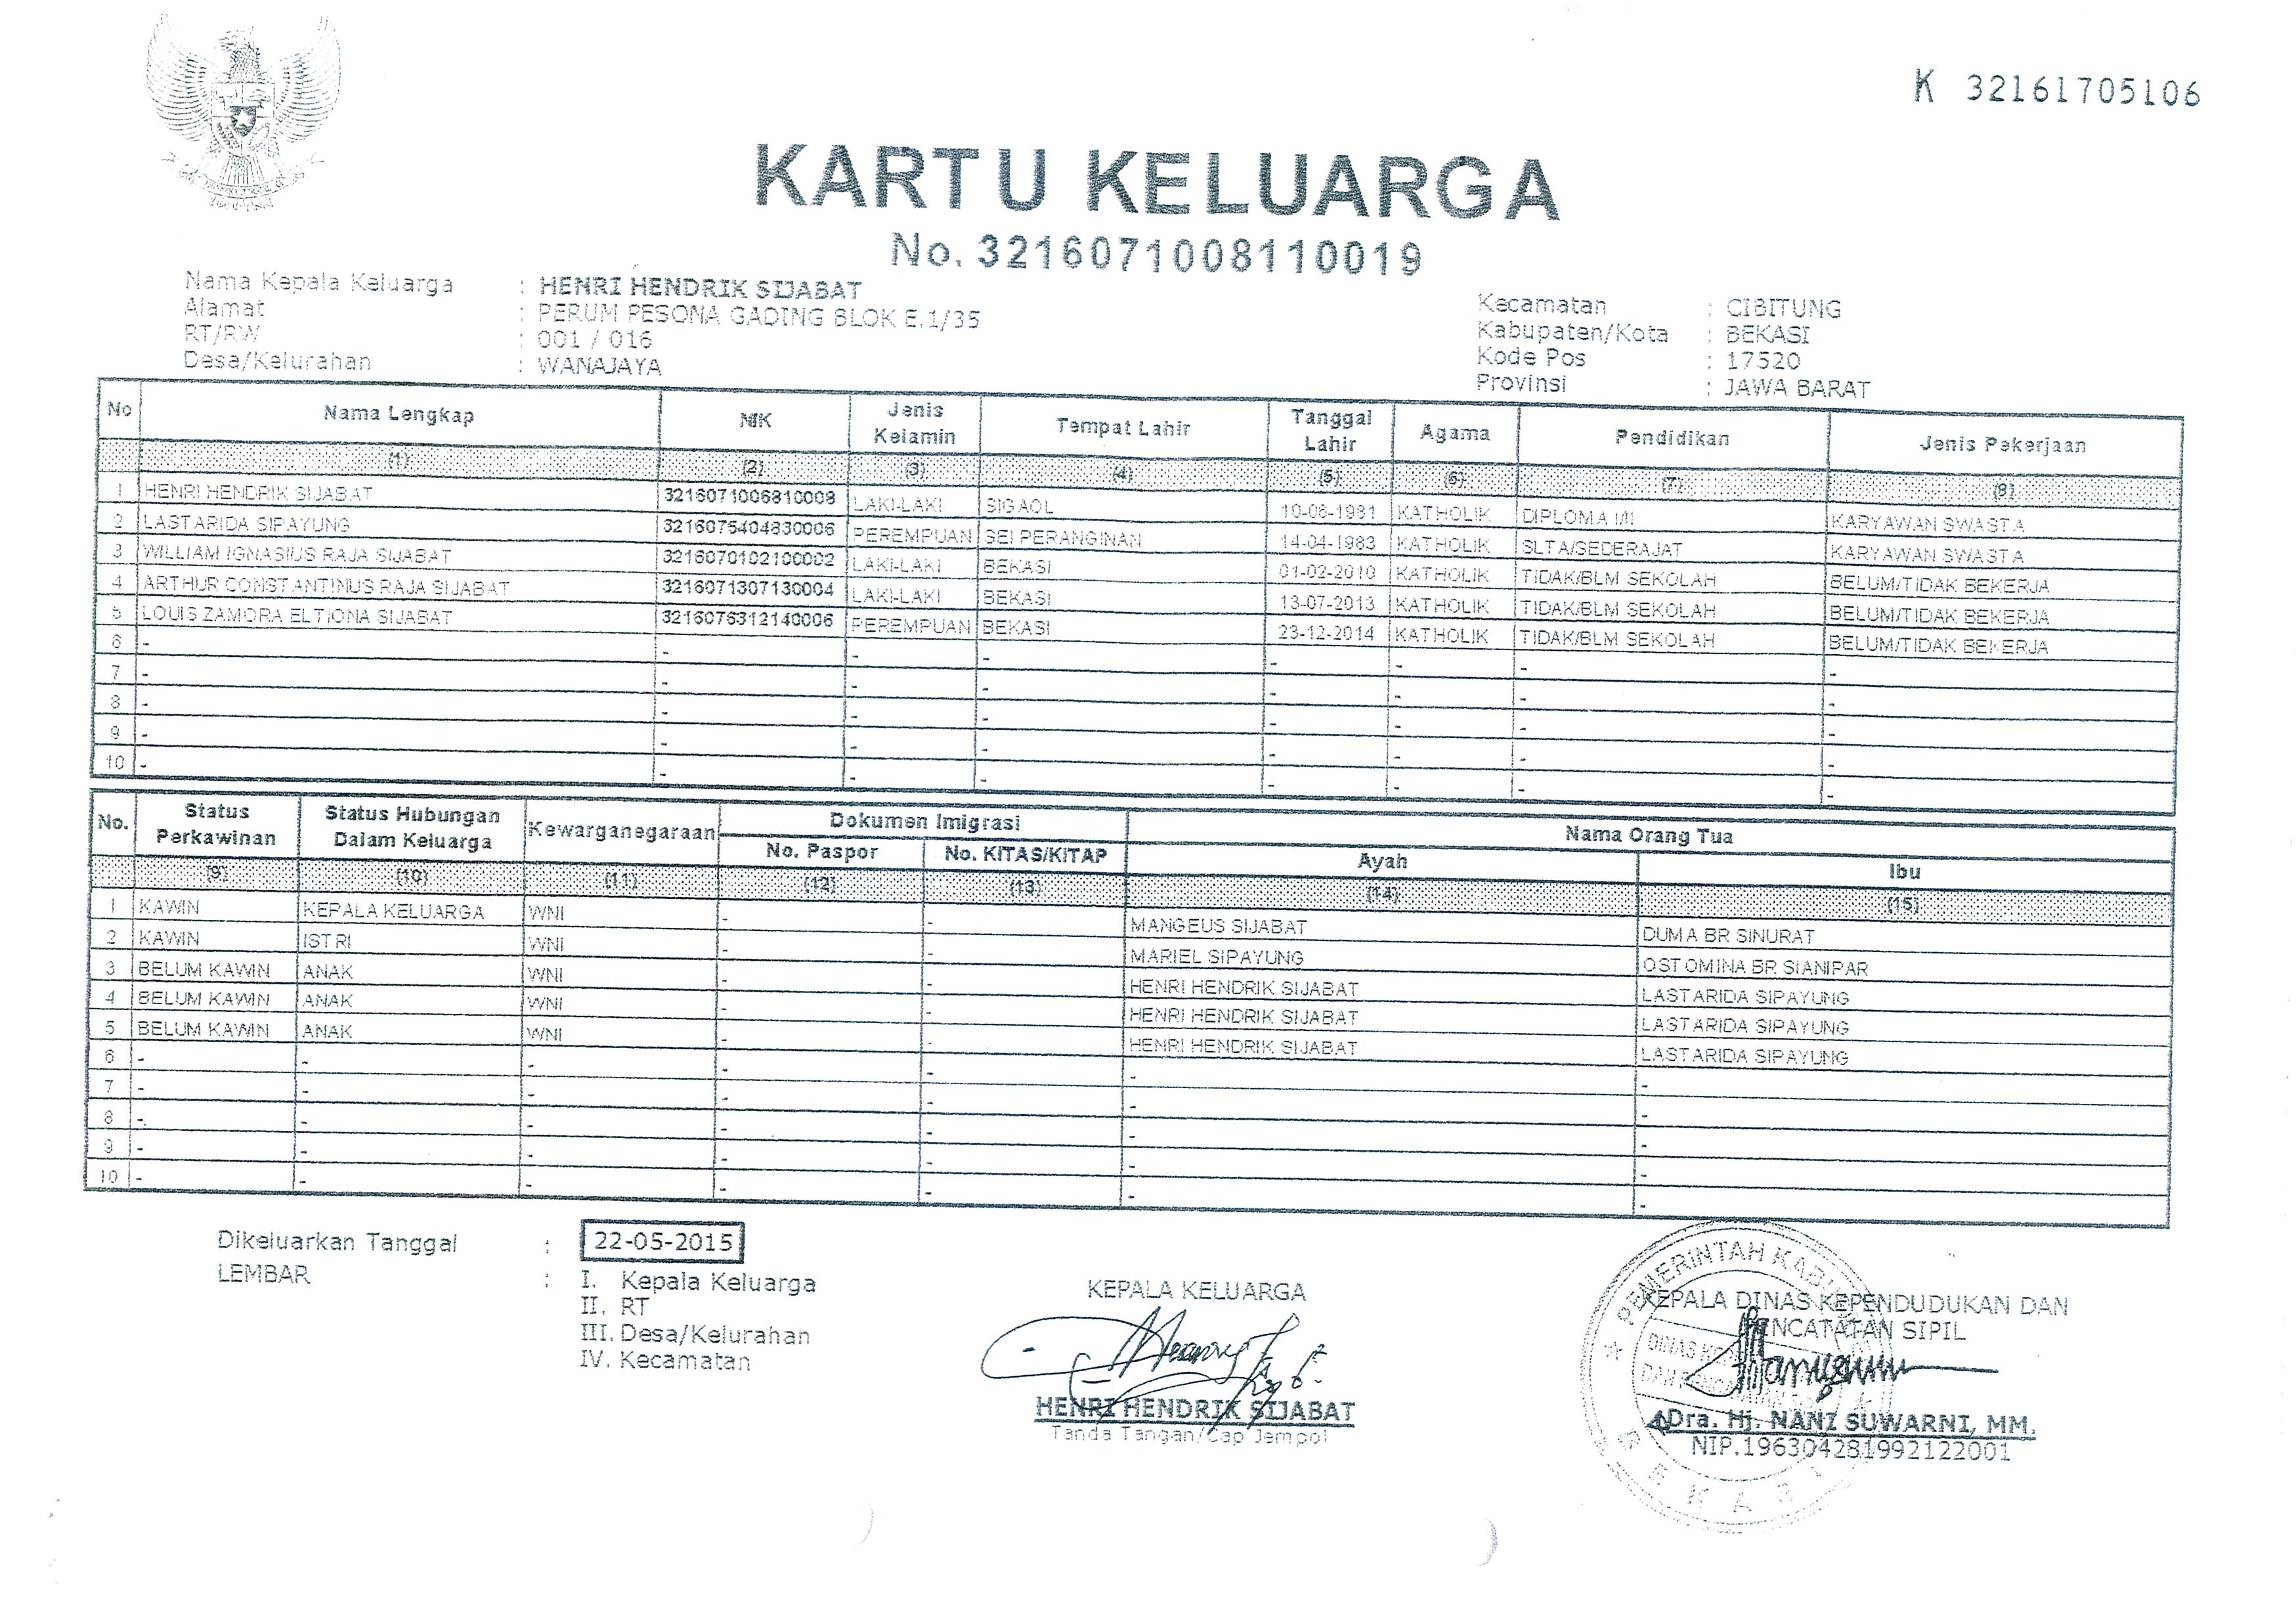 K 32161705106
KARTU KELUARGA
No. 3216071008110019
Nama Kepala Keluarga : HENRI HENDRIK SIJABAT
Alamat : PERUM PESONA GADING BLOK E.1/35
RT/RW : 001 / 016
Desa/Kelurahan : WANAJAYA
Kecamatan : CIBITUNG
Kabupaten/Kota : BEKASI
Kode Pos : 17520
Provinsi : JAWA BARAT
No Nama Lengkap NIK Jenis Kelamin Tempat Lahir Tanggal Lahir Agama Pendidikan Jenis Pekerjaan
(1) (2) (3) (4) (5) (6) (7) (8)
1 HENRI HENDRIK SIJABAT 3216071006810008 LAKI-LAKI SIGAOL 10-06-1981 KATHOLIK DIPLOMA I/II KARYAWAN SWASTA
2 LASTARIDA SIPAYUNG 3216075404830006 PEREMPUAN SEI PERANGINAN 14-04-1983 KATHOLIK SLTA/SEDERAJAT KARYAWAN SWASTA
3 WILLIAM IGNASIUS RAJA SIJABAT 3216070102100002 LAKI-LAKI BEKASI 01-02-2010 KATHOLIK TIDAK/BLM SEKOLAH BELUM/TIDAK BEKERJA
4 ARTHUR CONSTANTINUS RAJA SIJABAT 3216071307130004 LAKI-LAKI BEKASI 13-07-2013 KATHOLIK TIDAK/BLM SEKOLAH BELUM/TIDAK BEKERJA
5 LOUIS ZAMORA ELTIONA SIJABAT 3216076312140006 PEREMPUAN BEKASI 23-12-2014 KATHOLIK TIDAK/BLM SEKOLAH BELUM/TIDAK BEKERJA
6 - - - - - - - -
7 - - - - - - - -
8 - - - - - - - -
9 - - - - - - - -
10 - - - - - - - -
No. Status Perkawinan Status Hubungan Dalam Keluarga Kewarganegaraan Dokumen Imigrasi Nama Orang Tua
No. Paspor No. KITAS/KITAP Ayah Ibu
(9) (10) (11) (12) (13) (14) (15)
1 KAWIN KEPALA KELUARGA WNI - - MANGEUS SIJABAT DUMA BR SINURAT
2 KAWIN ISTRI WNI - - MARIEL SIPAYUNG OSTOMINA BR SIANIPAR
3 BELUM KAWIN ANAK WNI - - HENRI HENDRIK SIJABAT LASTARIDA SIPAYUNG
4 BELUM KAWIN ANAK WNI - - HENRI HENDRIK SIJABAT LASTARIDA SIPAYUNG
5 BELUM KAWIN ANAK WNI - - HENRI HENDRIK SIJABAT LASTARIDA SIPAYUNG
6 - - - - - - -
7 - - - - - - -
8 - - - - - - -
9 - - - - - - -
10 - - - - - - -
Dikeluarkan Tanggal : 22-05-2015
LEMBAR : I. Kepala Keluarga
II. RT
III. Desa/Kelurahan
IV. Kecamatan
KEPALA KELUARGA
HENRI HENDRIK SIJABAT
Tanda Tangan/Cap Jempol
PEMERINTAH
DINAS
BEKASI
KEPALA DINAS KEPENDUDUKAN DAN
PENCATATAN SIPIL
Dra. Hj. NANI SUWARNI, MM.
NIP.196304281992122001